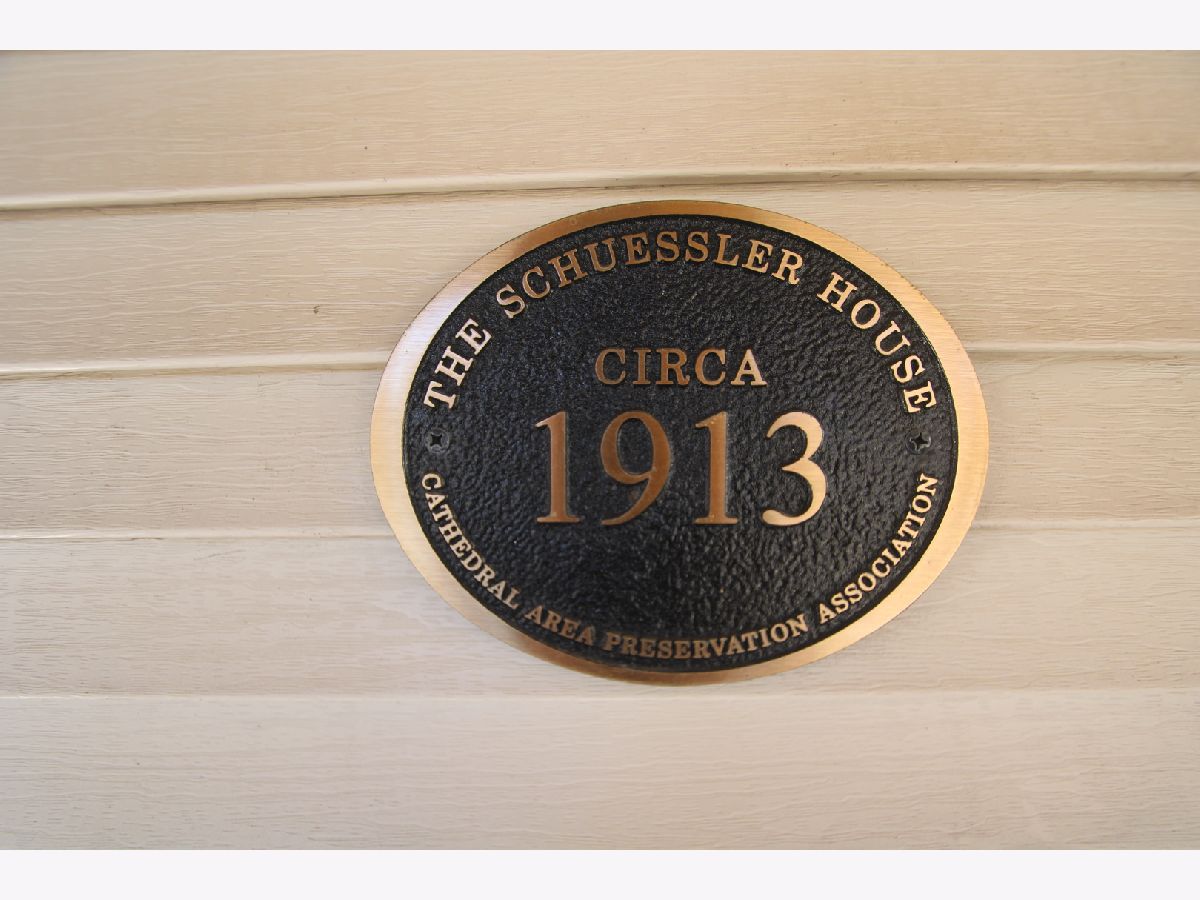 THE SCHUESSLER HOUSE
CIRCA
1913
CATHEDRAL AREA PRESERVATION ASSOCIATION